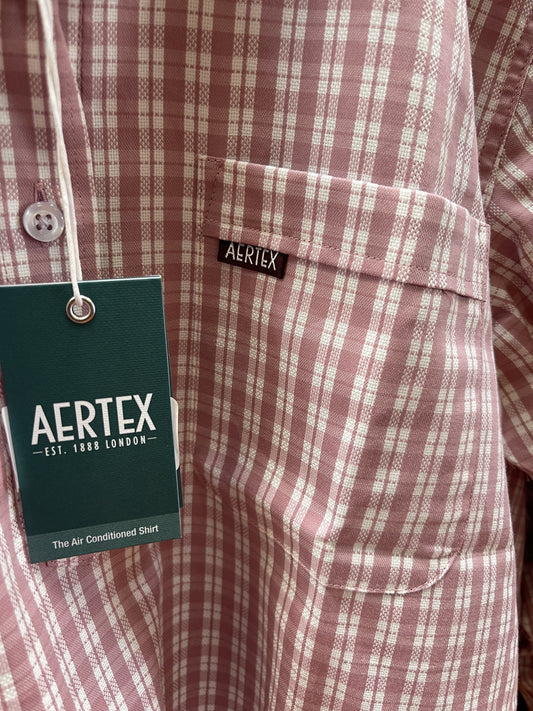 AERTEX
AERTEX
EST. 1888 LONDON
The Air Conditioned Shirt